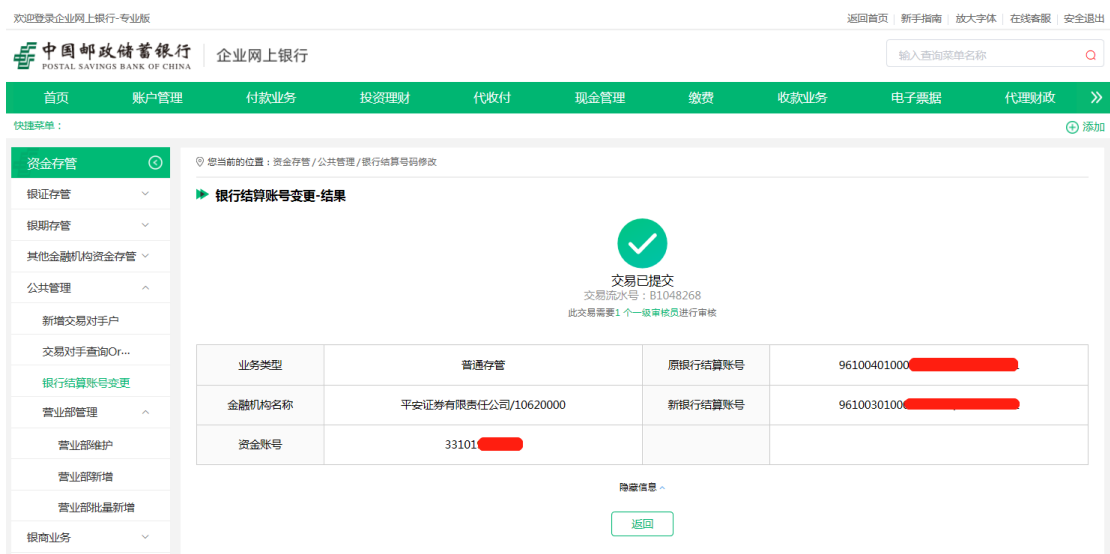 欢迎登录企业网上银行-专业版
返回首页 新手指南 放大字体 在线客服 安全退出
中国邮政储蓄银行 企业网上银行
POSTAL SAVINGS BANK OF CHINA
输入查询菜单名称
首页 账户管理 付款业务 投资理财 代收付 现金管理 缴费 收款业务 电子票据 代理财政
快捷菜单：
添加
资金存管
您当前的位置：资金存管/公共管理/银行结算号码修改
银证存管
银期存管
其他金融机构资金存管
公共管理
新增交易对手户
交易对手查询Or···
银行结算账号变更
营业部管理
营业部维护
营业部新增
营业部批量新增
银商业务
银行结算账号变更-结果
交易已提交
交易流水号：B1048268
此交易需要1 个一级审核员进行审核
业务类型 普通存管 原银行结算账号 96100401000
金融机构名称 平安证券有限责任公司/10620000 新银行结算账号 9610030100
资金账号 33101
隐藏信息
返回